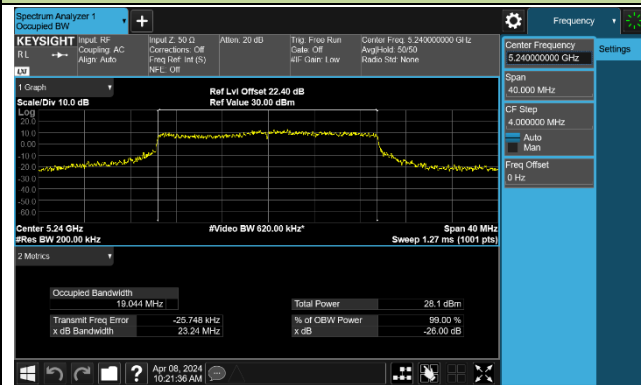 Spectrum Analyzer 1
Occupied BW
Frequency
KEYSIGHT
RL
LXI
Input: RF
Coupling: AC
Align: Auto
Input Z: 50 Ω
Corrections: Off
Freq Ref: Int (S)
NFE: Off
Atten: 20 dB
Trig: Free Run
Gate: Off
#IF Gain: Low
Center Freq: 5.240000000 GHz
Avg|Hold: 50/50
Radio Std: None
Center Frequency
5.240000000 GHz
Settings
Span
40.000 MHz
CF Step
4.000000 MHz
Auto
Man
Freq Offset
0 Hz
1 Graph
Scale/Div 10.0 dB
Ref Lvl Offset 22.40 dB
Ref Value 30.00 dBm
Log
20.0
10.0
0.00
-10.0
-20.0
-30.0
-40.0
-50.0
-60.0
Center 5.24 GHz
#Video BW 620.00 kHz*
Span 40 MHz
#Res BW 200.00 kHz
Sweep 1.27 ms (1001 pts)
2 Metrics
Occupied Bandwidth
19.044 MHz
Total Power 28.1 dBm
Transmit Freq Error -25.748 kHz
% of OBW Power 99.00 %
x dB Bandwidth 23.24 MHz
x dB -26.00 dB
?
Apr 08, 2024
10:21:36 AM